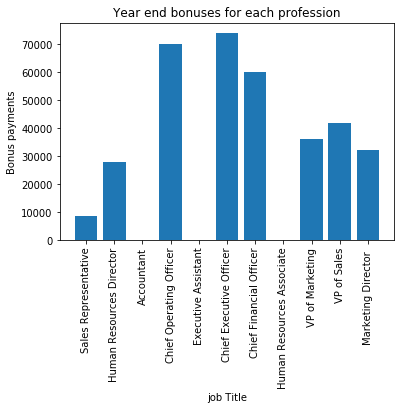 Year end bonuses for each profession
Bonus payments
70000
60000
50000
40000
30000
20000
10000
0
Sales Representative
Human Resources Director
Accountant
Chief Operating Officer
Executive Assistant
Chief Executive Officer
Chief Financial Officer
Human Resources Associate
VP of Marketing
VP of Sales
Marketing Director
job Title